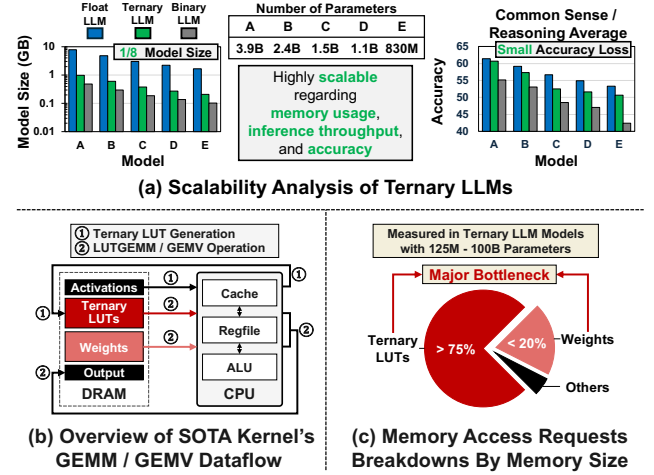 Float LLM
Ternary LLM
Binary LLM
Model Size (GB)
10
1
0.1
0.01
1/8 Model Size
A B C D E
Model
Number of Parameters
A B C D E
3.9B 2.4B 1.5B 1.1B 830M
Highly scalable
regarding
memory usage,
inference throughput,
and accuracy
Common Sense /
Reasoning Average
Accuracy
65
60
55
50
45
40
Small Accuracy Loss
A B C D E
Model
(a) Scalability Analysis of Ternary LLMs
① Ternary LUT Generation
② LUTGEMM / GEMV Operation
Activations
Ternary
LUTs
Weights
Output
DRAM
①
②
②
①
②
Cache
Regfile
ALU
CPU
①
②
(b) Overview of SOTA Kernel's
GEMM / GEMV Dataflow
Measured in Ternary LLM Models
with 125M - 100B Parameters
Major Bottleneck
Ternary
LUTs
> 75%
< 20%
Weights
Others
(c) Memory Access Requests
Breakdowns By Memory Size